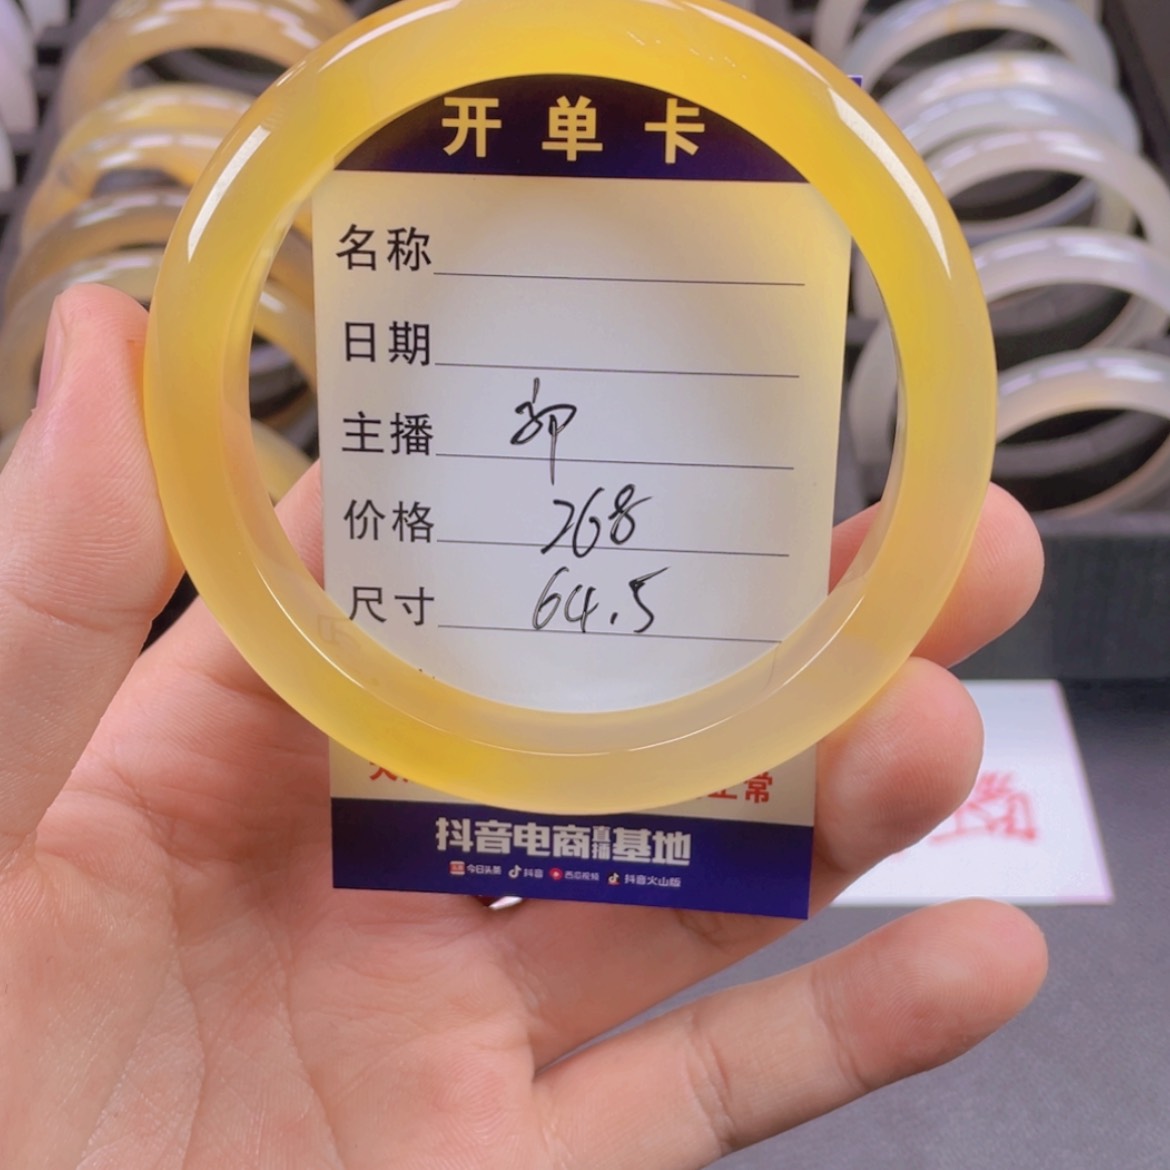 开单卡
名称
日期
主播
价格 268
尺寸 64.5
正常
抖音电商直播基地
今日头条 抖音 西瓜视频 抖音火山版